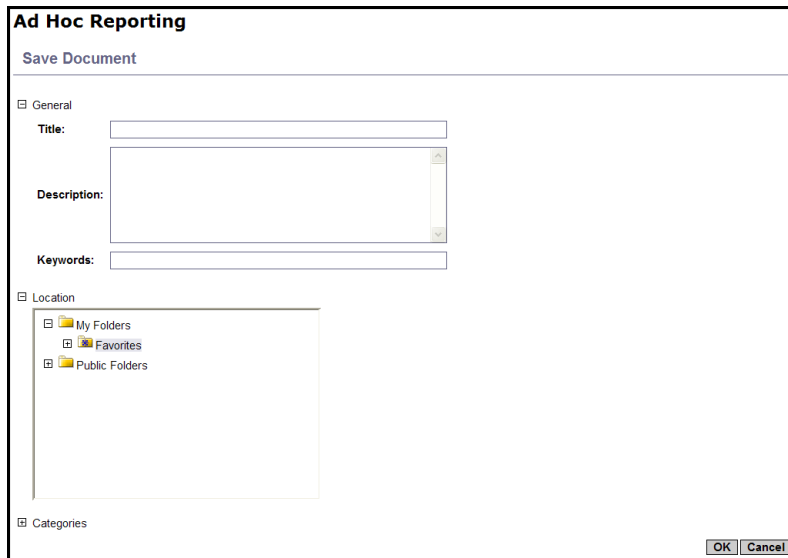 Ad Hoc Reporting
Save Document
General
Title:
Description:
Keywords:
Location
My Folders
Favorites
Public Folders
Categories
OK Cancel